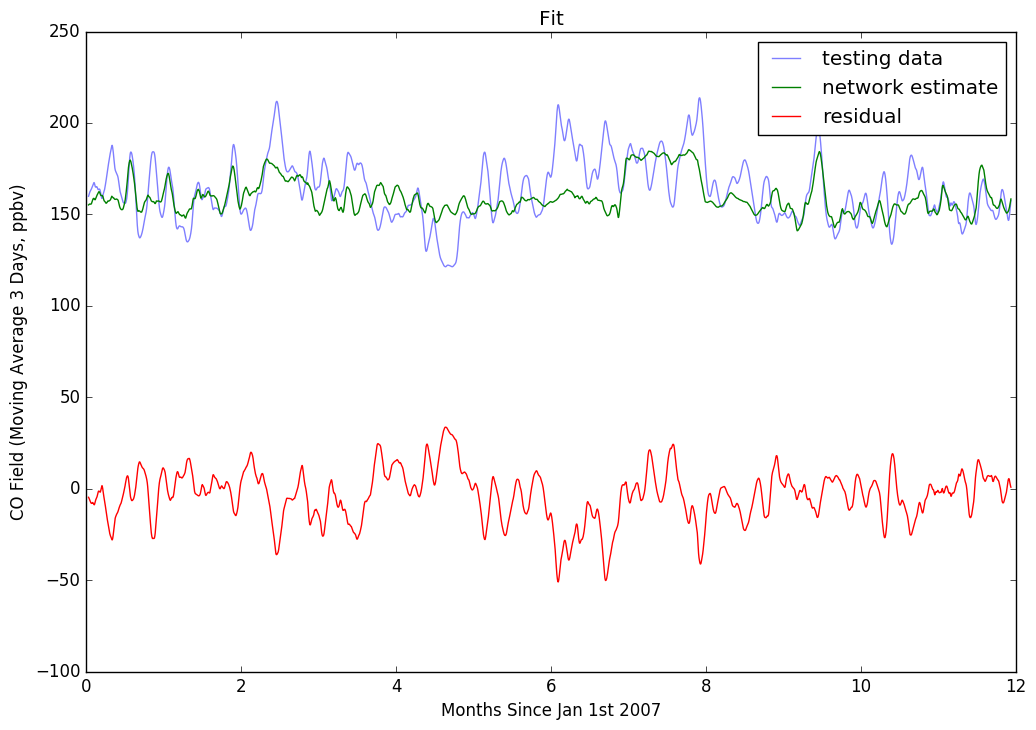 Fit
250
200
150
100
50
0
−50
−100
CO Field (Moving Average 3 Days, ppbv)
testing data
network estimate
residual
0 2 4 6 8 10 12
Months Since Jan 1st 2007